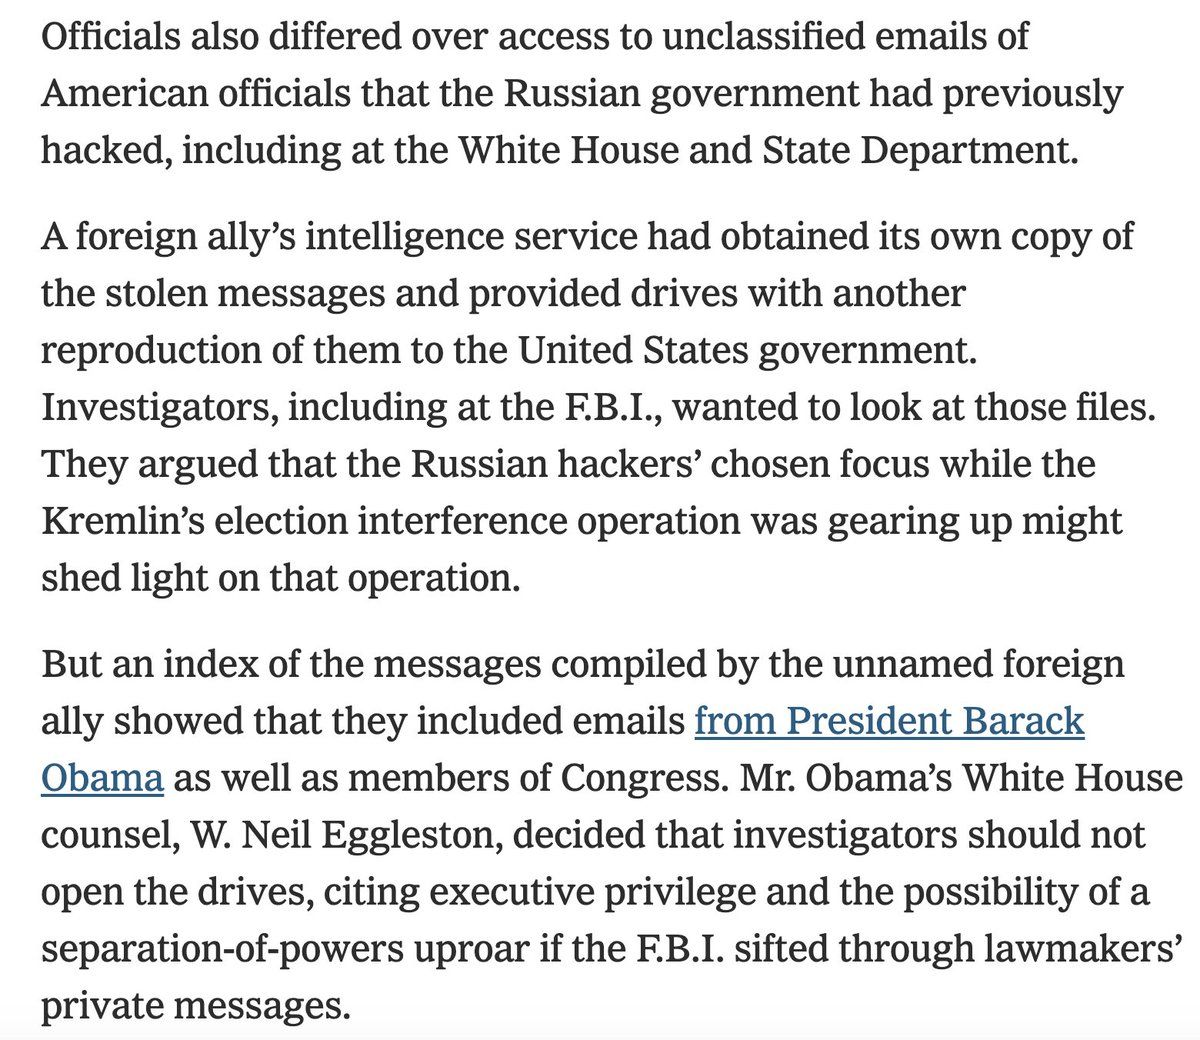 Officials also differed over access to unclassified emails of
American officials that the Russian government had previously
hacked, including at the White House and State Department.
A foreign ally’s intelligence service had obtained its own copy of
the stolen messages and provided drives with another
reproduction of them to the United States government.
Investigators, including at the F.B.I., wanted to look at those files.
They argued that the Russian hackers’ chosen focus while the
Kremlin’s election interference operation was gearing up might
shed light on that operation.
But an index of the messages compiled by the unnamed foreign
ally showed that they included emails from President Barack
Obama as well as members of Congress. Mr. Obama’s White House
counsel, W. Neil Eggleston, decided that investigators should not
open the drives, citing executive privilege and the possibility of a
separation-of-powers uproar if the F.B.I. sifted through lawmakers’
private messages.